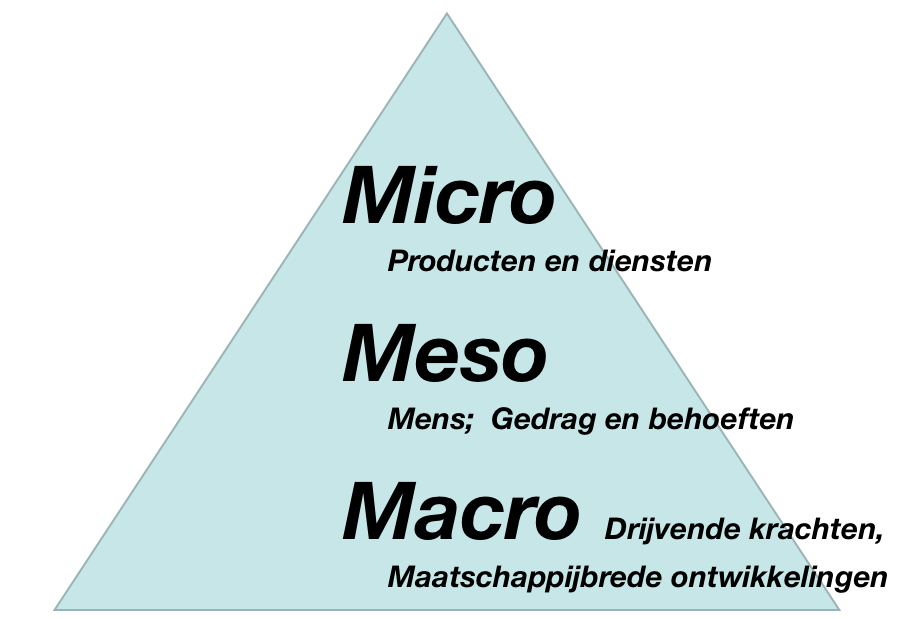 Micro
Producten en diensten
Meso
Mens; Gedrag en behoeften
Macro Drijvende krachten,
Maatschappijbrede ontwikkelingen